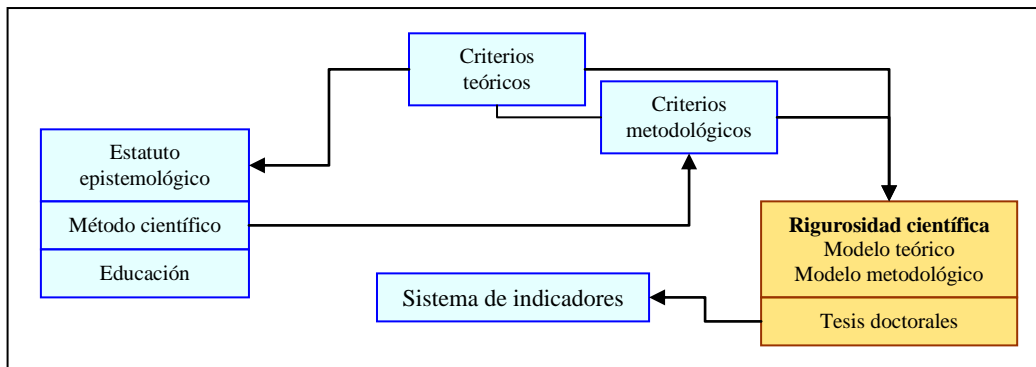 Criterios
teóricos
Criterios
metodológicos
Estatuto
epistemológico
Método científico
Educación
Rigurosidad científica
Modelo teórico
Modelo metodológico
Tesis doctorales
Sistema de indicadores